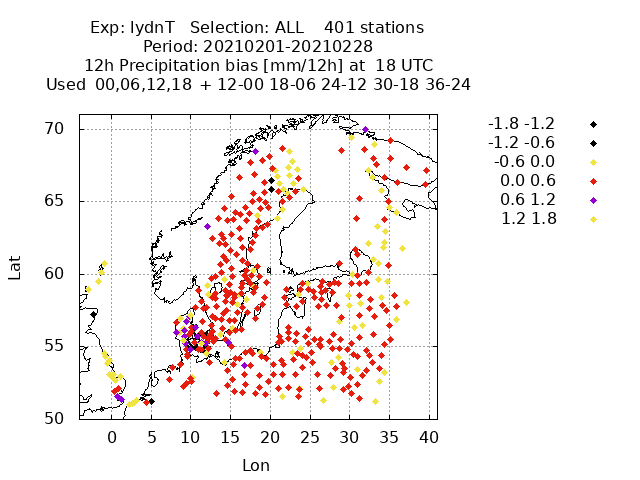 Exp: lydnT   Selection: ALL    401 stations
Period: 20210201-20210228
12h Precipitation bias [mm/12h] at  18 UTC
Used  00,06,12,18  + 12-00 18-06 24-12 30-18 36-24
-1.8 -1.2
-1.2 -0.6
-0.6 0.0
0.0 0.6
0.6 1.2
1.2 1.8
70
65
60
55
50
Lat
0 5 10 15 20 25 30 35 40
Lon